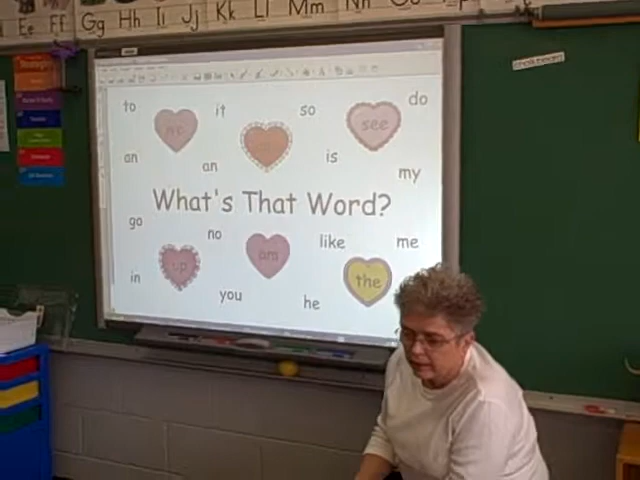 Ee Ff Gg Hh Ii Jj Kk Ll Mm Nn
to it so do
we see
an an is my
What's That Word?
go no like me
up am the
in you he